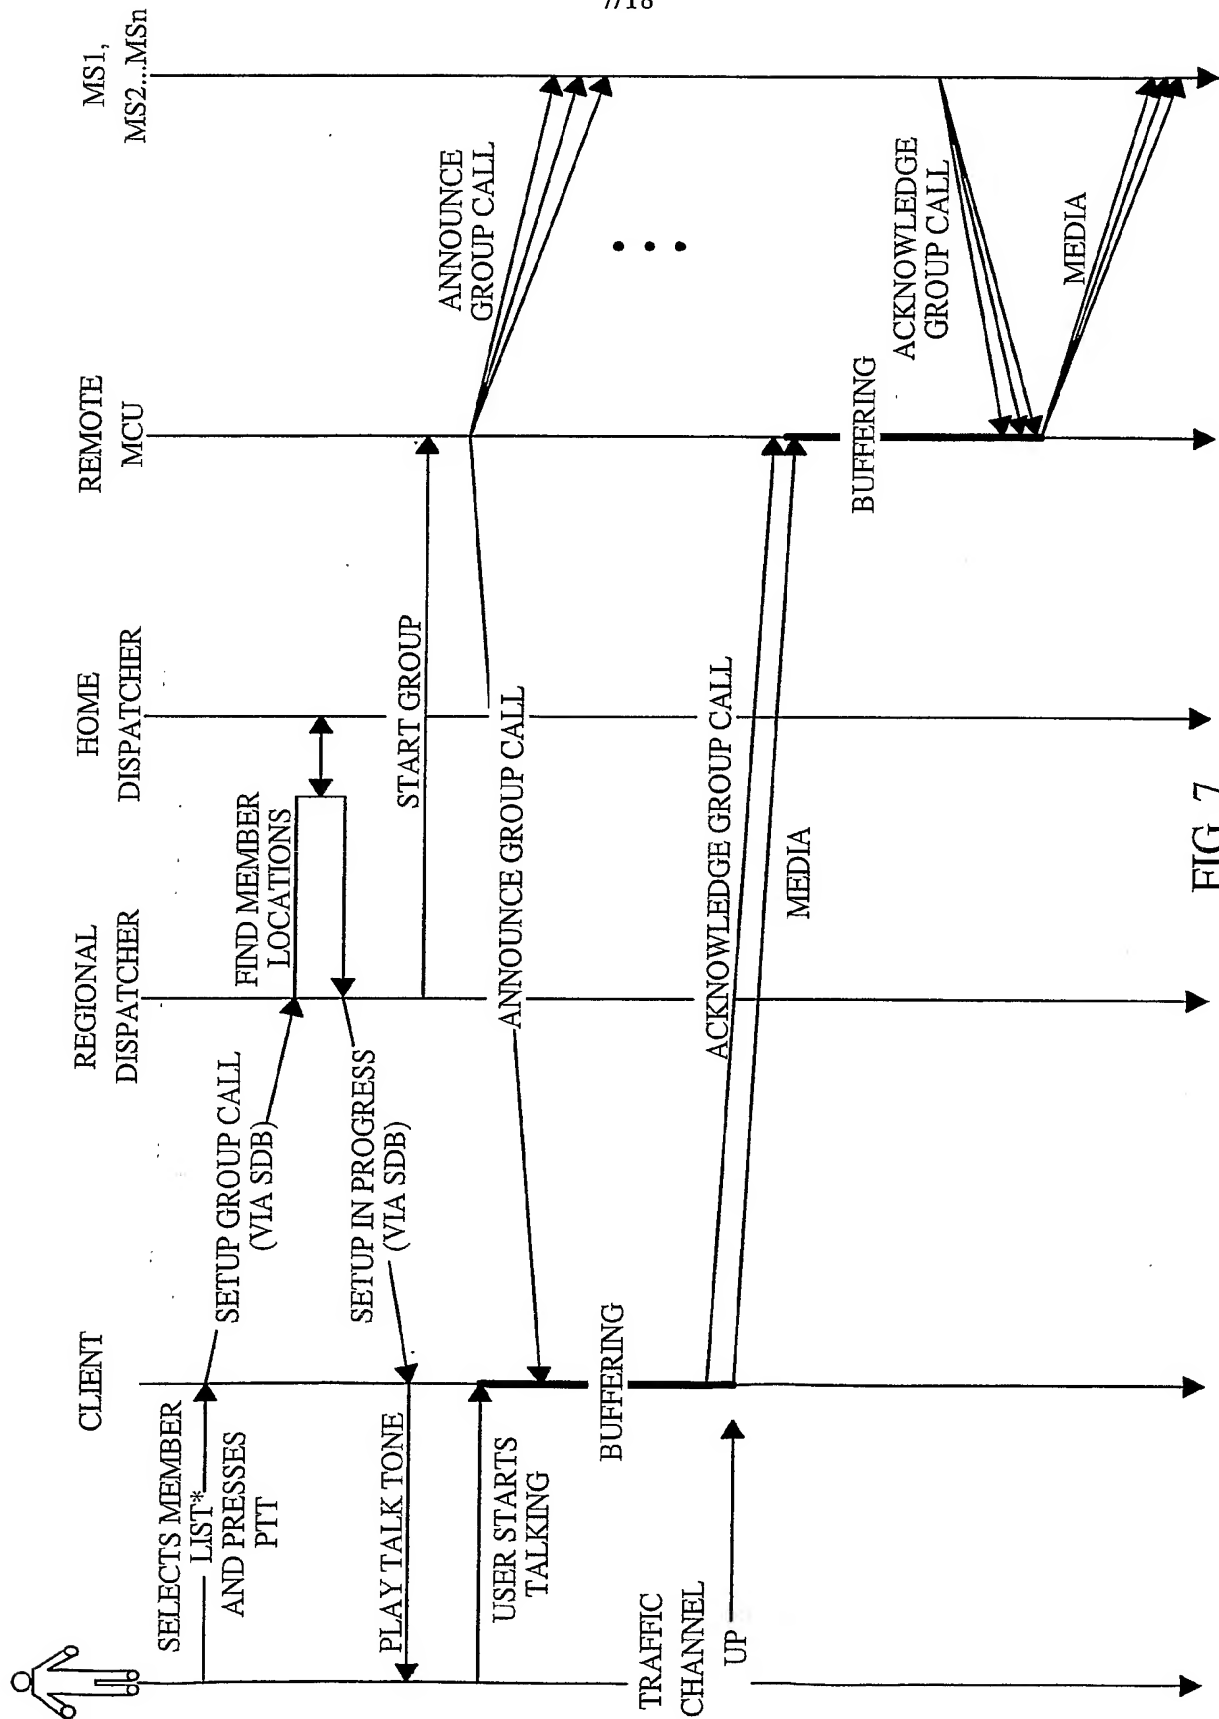 7/18
CLIENT
REGIONAL
DISPATCHER
HOME
DISPATCHER
REMOTE
MCU
MS1,
MS2...MSn
SELECTS MEMBER
LIST*
AND PRESSES
PTT
SETUP GROUP CALL
(VIA SDB)
FIND MEMBER
LOCATIONS
SETUP IN PROGRESS
(VIA SDB)
PLAY TALK TONE
START GROUP
ANNOUNCE
GROUP CALL
USER STARTS
TALKING
ANNOUNCE GROUP CALL
BUFFERING
TRAFFIC
CHANNEL
UP
ACKNOWLEDGE GROUP CALL
MEDIA
BUFFERING
ACKNOWLEDGE
GROUP CALL
MEDIA
FIG. 7